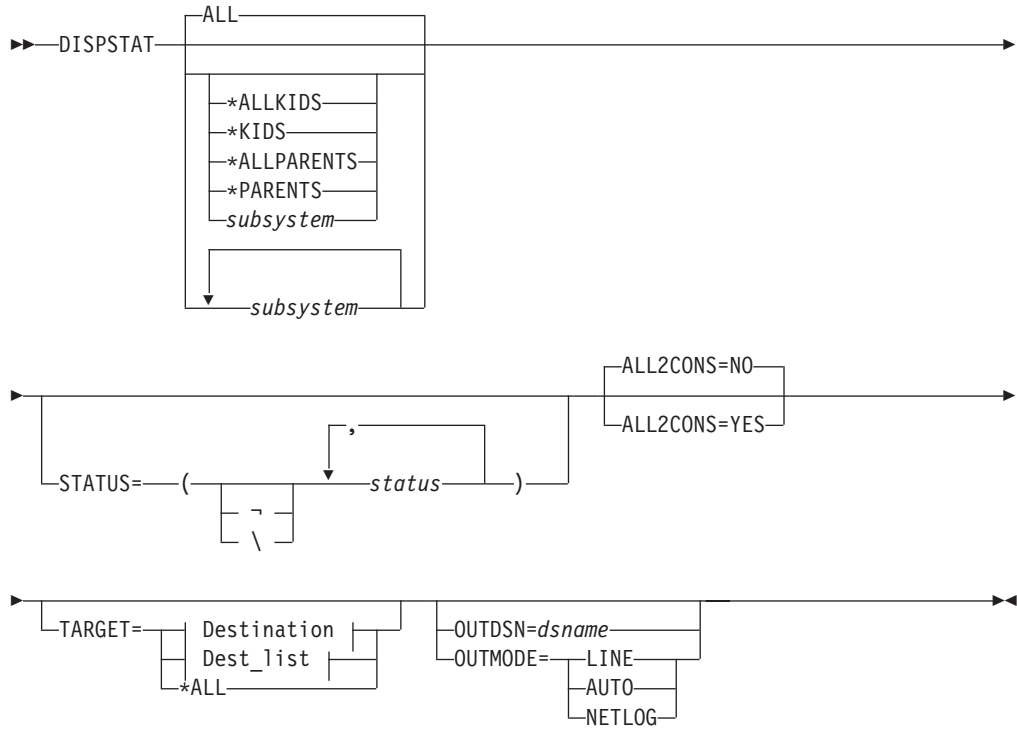 ALL
DISPSTAT
*ALLKIDS
*KIDS
*ALLPARENTS
*PARENTS
subsystem
subsystem
ALL2CONS=NO
ALL2CONS=YES
,
STATUS= ( status )
¬
\
TARGET= Destination
Dest_list
*ALL
OUTDSN=dsname
OUTMODE= LINE
AUTO
NETLOG